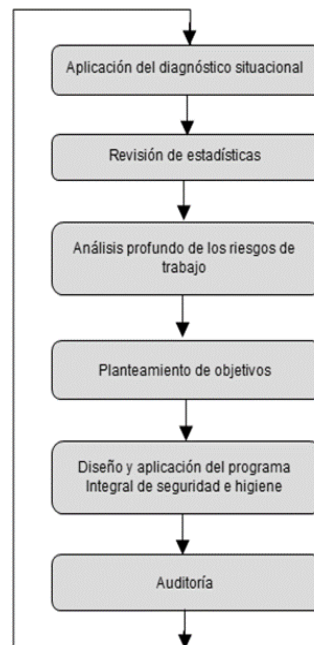 Aplicación del diagnóstico situacional
Revisión de estadísticas
Análisis profundo de los riesgos de
trabajo
Planteamiento de objetivos
Diseño y aplicación del programa
Integral de seguridad e higiene
Auditoría